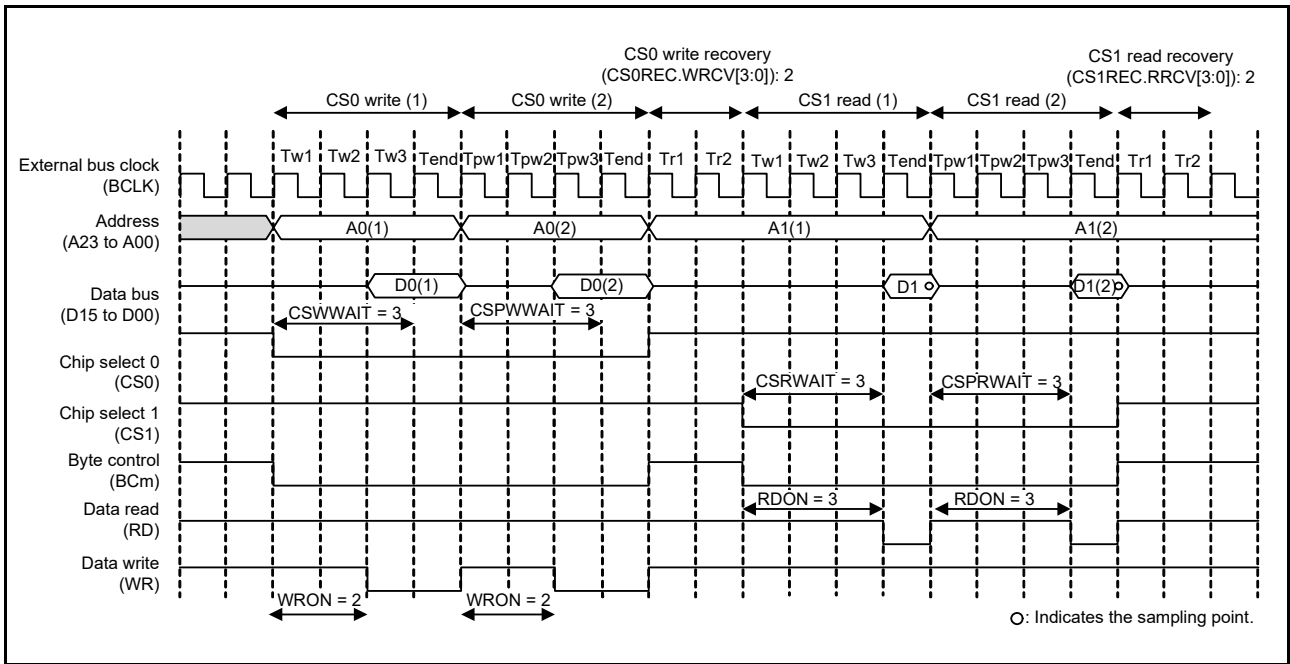 CS0 write recovery
(CS0REC.WRCV[3:0]): 2
CS1 read recovery
(CS1REC.RRCV[3:0]): 2
CS0 write (1) CS0 write (2) CS1 read (1) CS1 read (2)
Tw1 Tw2 Tw3 Tend Tpw1 Tpw2 Tpw3 Tend Tr1 Tr2 Tw1 Tw2 Tw3 Tend Tpw1 Tpw2 Tpw3 Tend Tr1 Tr2
External bus clock
(BCLK)
Address
(A23 to A00)
A0(1) A0(2) A1(1) A1(2)
Data bus
(D15 to D00)
D0(1) D0(2) D1 D1(2)
CSWWAIT = 3 CSPWWAIT = 3
Chip select 0
(CS0)
CSRWAIT = 3 CSPRWAIT = 3
Chip select 1
(CS1)
Byte control
(BCm)
RDON = 3 RDON = 3
Data read
(RD)
Data write
(WR)
WRON = 2 WRON = 2
O: Indicates the sampling point.